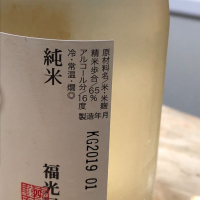 原材料名/米・米麹
精米歩合/65%
アルコール分/16度
製造年月
冷・常温・燗◎
純米
福光
KG2019 01